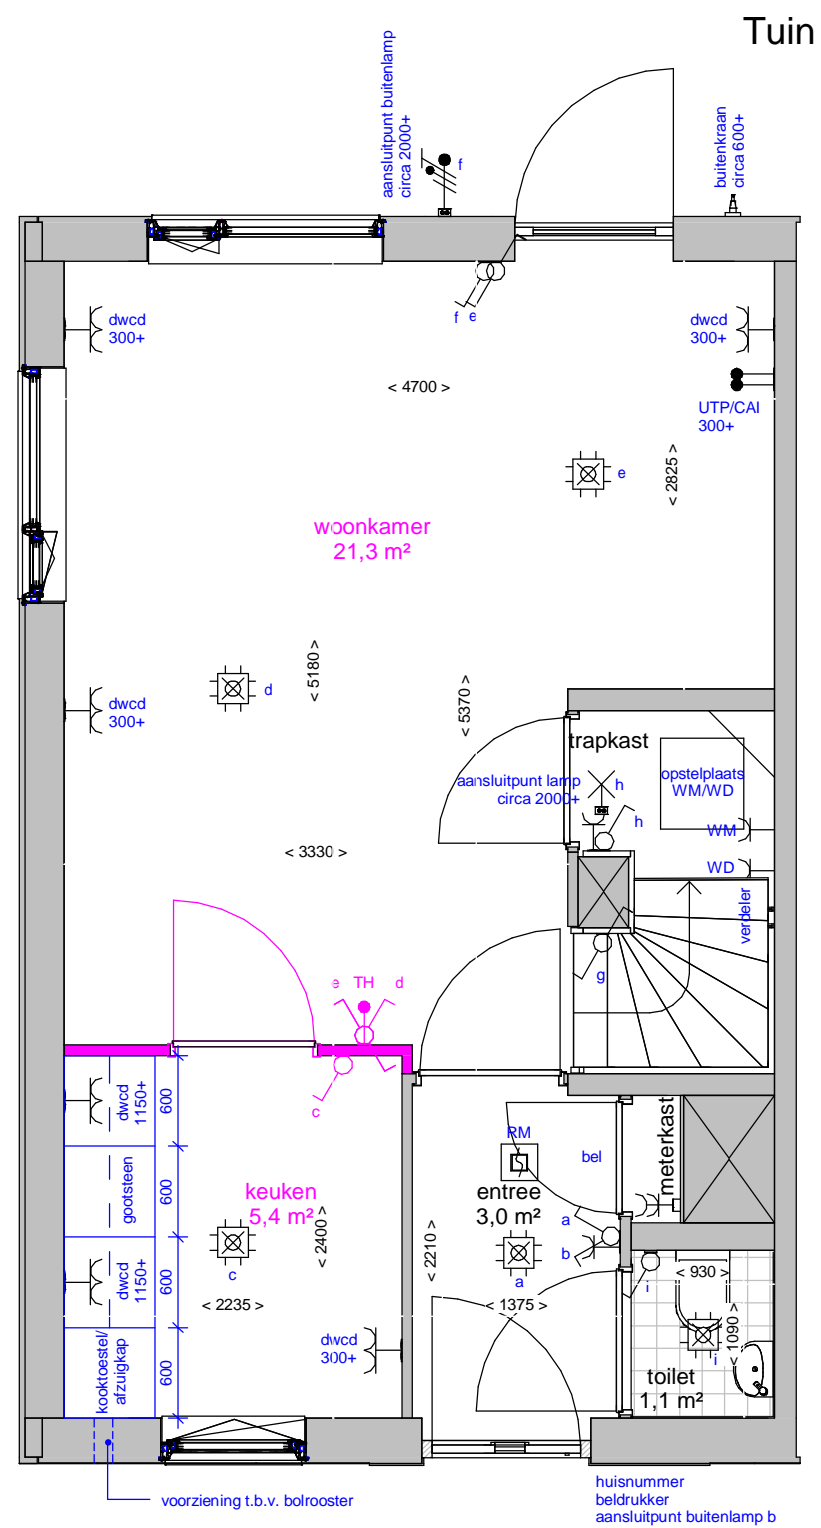 Tuin
aansluitpunt buitenlamp
circa 2000+
f
buitenkraan
circa 600+
f e
dwcd
300+
dwcd
300+
< 4700 >
UTP/CAI
300+
< 2825 >
e
woonkamer
21,3 m²
< 5180 >
d
< 5370 >
dwcd
300+
trapkast
aansluitpunt lamp
circa 2000+
h
opstelplaats
WM/WD
h
WM
< 3330 >
WD
verdeler
g
e TH d
c
dwcd
1150+
600
RM
bel
meterkast
gootsteen
600
keuken
5,4 m²
entree
3,0 m²
a
b
< 2400 >
< 2210 >
c
a
i
< 930 >
dwcd
1150+
600
< 2235 >
< 1375 >
< 1090 >
dwcd
300+
i
kooktoestel/
afzuigkap
600
toilet
1,1 m²
voorziening t.b.v. bolrooster
huisnummer
beldrukker
aansluitpunt buitenlamp b